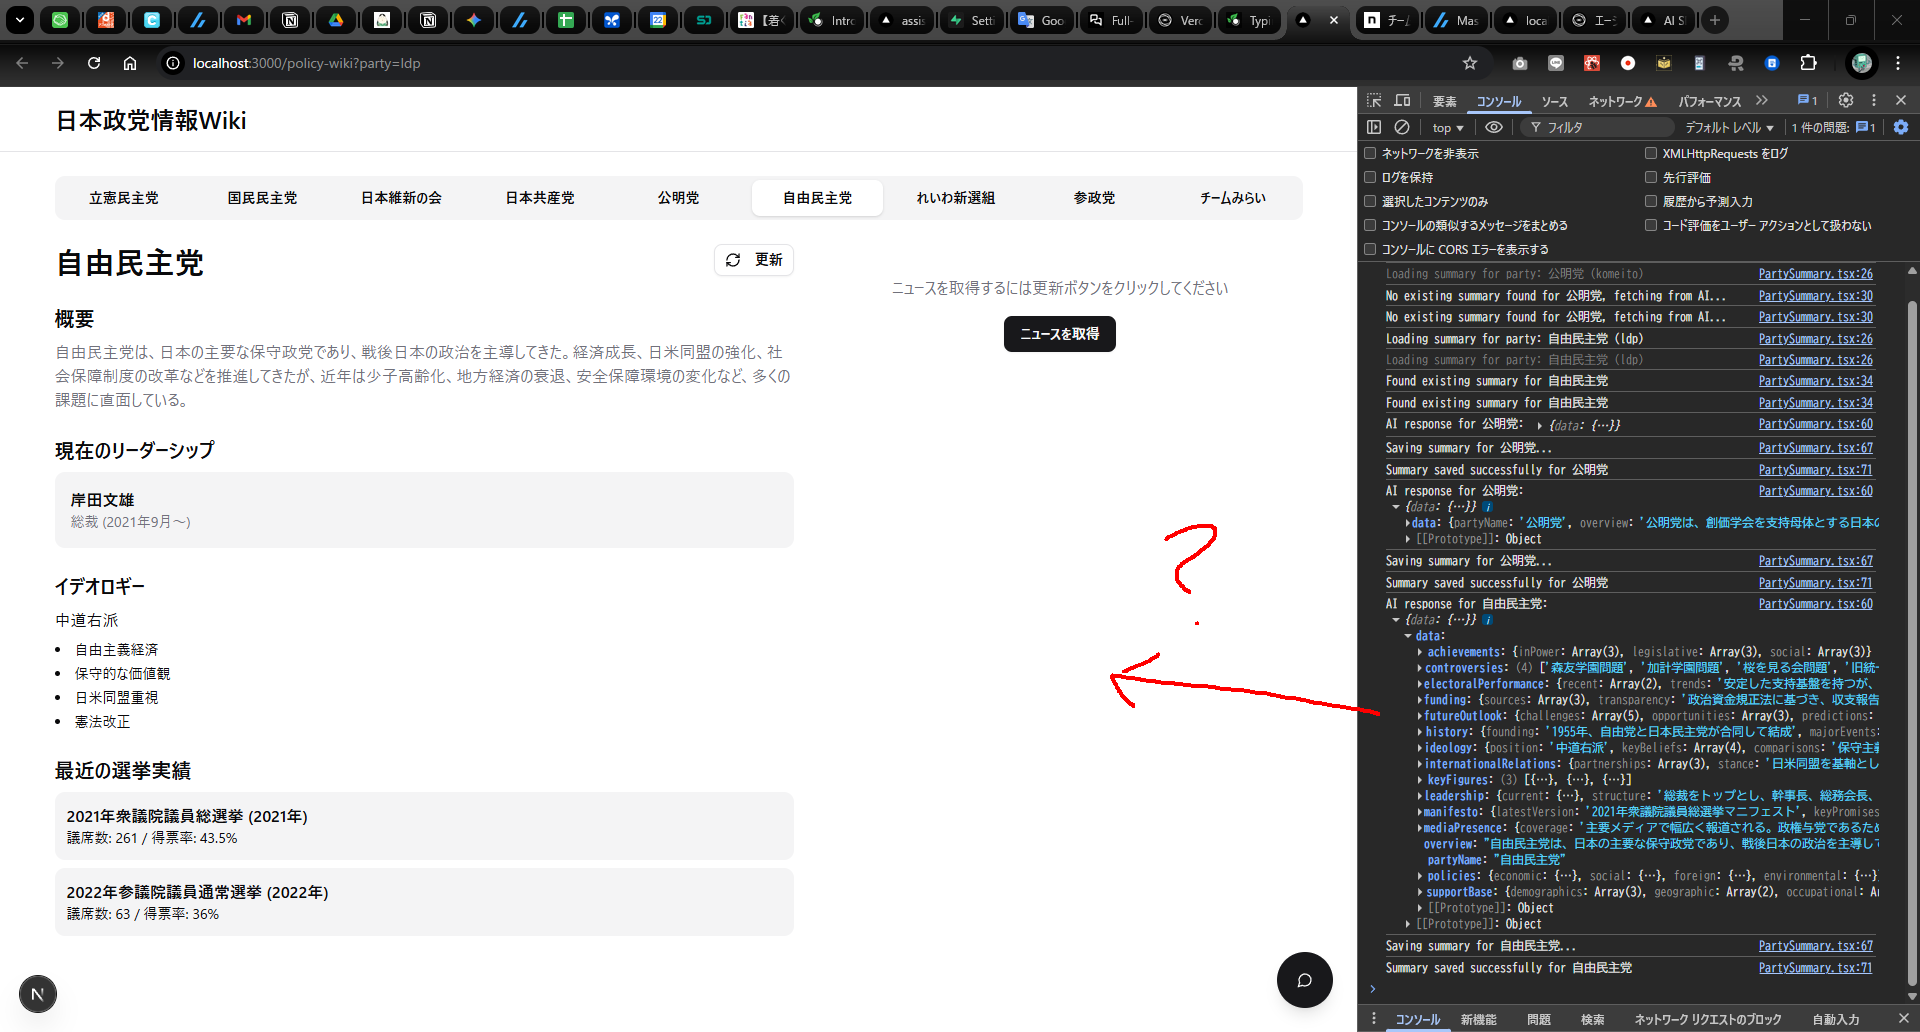 【着く
Intro
assis
Setti
Goo
Full-
Verc
Typi
チーム
Mas
loca
エージ
AI S
localhost:3000/policy-wiki?party=ldp
日本政党情報Wiki
立憲民主党 国民民主党 日本維新の会 日本共産党 公明党 自由民主党 れいわ新選組 参政党 チームみらい
自由民主党
更新
概要
自由民主党は、日本の主要な保守政党であり、戦後日本の政治を主導してきた。経済成長、日米同盟の強化、社
会保障制度の改革などを推進してきたが、近年は少子高齢化、地方経済の衰退、安全保障環境の変化など、多くの
課題に直面している。
現在のリーダーシップ
岸田文雄
総裁 (2021年9月〜)
イデオロギー
中道右派
自由主義経済
保守的な価値観
日米同盟重視
憲法改正
最近の選挙実績
2021年衆議院議員総選挙 (2021年)
議席数: 261 / 得票率: 43.5%
2022年参議院議員通常選挙 (2022年)
議席数: 63 / 得票率: 36%
N
ニュースを取得するには更新ボタンをクリックしてください
ニュースを取得
?
要素 コンソール ソース ネットワーク パフォーマンス 1
top フィルタ デフォルト レベル 1 件の問題: 1
ネットワークを非表示 XMLHttpRequests をログ
ログを保持 先行評価
選択したコンテンツのみ 履歴から予測入力
コンソールの類似するメッセージをまとめる コード評価をユーザー アクションとして扱わない
コンソールに CORS エラーを表示する
Loading summary for party: 公明党 (komeito) PartySummary.tsx:26
No existing summary found for 公明党, fetching from AI... PartySummary.tsx:30
No existing summary found for 公明党, fetching from AI... PartySummary.tsx:30
Loading summary for party: 自由民主党 (ldp) PartySummary.tsx:26
Loading summary for party: 自由民主党 (ldp) PartySummary.tsx:26
Found existing summary for 自由民主党 PartySummary.tsx:34
Found existing summary for 自由民主党 PartySummary.tsx:34
AI response for 公明党: {data: {…}} PartySummary.tsx:60
Saving summary for 公明党... PartySummary.tsx:67
Summary saved successfully for 公明党 PartySummary.tsx:71
AI response for 公明党: PartySummary.tsx:60
{data: {…}} i
data: {partyName: '公明党', overview: '公明党は、創価学会を支持母体とする日本の
[[Prototype]]: Object
Saving summary for 公明党... PartySummary.tsx:67
Summary saved successfully for 公明党 PartySummary.tsx:71
AI response for 自由民主党: PartySummary.tsx:60
{data: {…}} i
data:
achievements: {inPower: Array(3), legislative: Array(3), social: Array(3)}
controversies: (4) ['森友学園問題', '加計学園問題', '桜を見る会問題', '旧統一
electoralPerformance: {recent: Array(2), trends: '安定した支持基盤を持つが、
funding: {sources: Array(3), transparency: '政治資金規正法に基づき、収支報告
futureOutlook: {challenges: Array(5), opportunities: Array(3), predictions:
history: {founding: '1955年、自由党と日本民主党が合同して結成', majorEvents:
ideology: {position: '中道右派', keyBeliefs: Array(4), comparisons: '保守主義
internationalRelations: {partnerships: Array(3), stance: '日米同盟を基軸とし
keyFigures: (3) [{…}, {…}, {…}]
leadership: {current: {…}, structure: '総裁をトップとし、幹事長、総務会長、
manifesto: {latestVersion: '2021年衆議院議員総選挙マニフェスト', keyPromises
mediaPresence: {coverage: '主要メディアで幅広く報道される。政権与党であるため
overview: "自由民主党は、日本の主要な保守政党であり、戦後日本の政治を主導して
partyName: "自由民主党"
policies: {economic: {…}, social: {…}, foreign: {…}, environmental: {…}
supportBase: {demographics: Array(3), geographic: Array(2), occupational: Ar
[[Prototype]]: Object
[[Prototype]]: Object
Saving summary for 自由民主党... PartySummary.tsx:67
Summary saved successfully for 自由民主党 PartySummary.tsx:71
コンソール 新機能 問題 検索 ネットワーク リクエストのブロック 自動入力